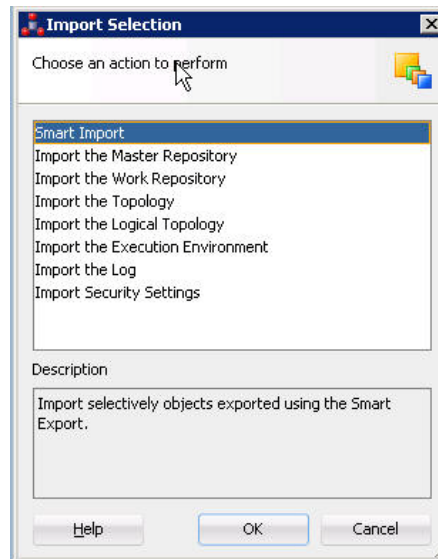 Import Selection
Choose an action to perform
Smart Import
Import the Master Repository
Import the Work Repository
Import the Topology
Import the Logical Topology
Import the Execution Environment
Import the Log
Import Security Settings
Description
Import selectively objects exported using the Smart
Export.
Help OK Cancel